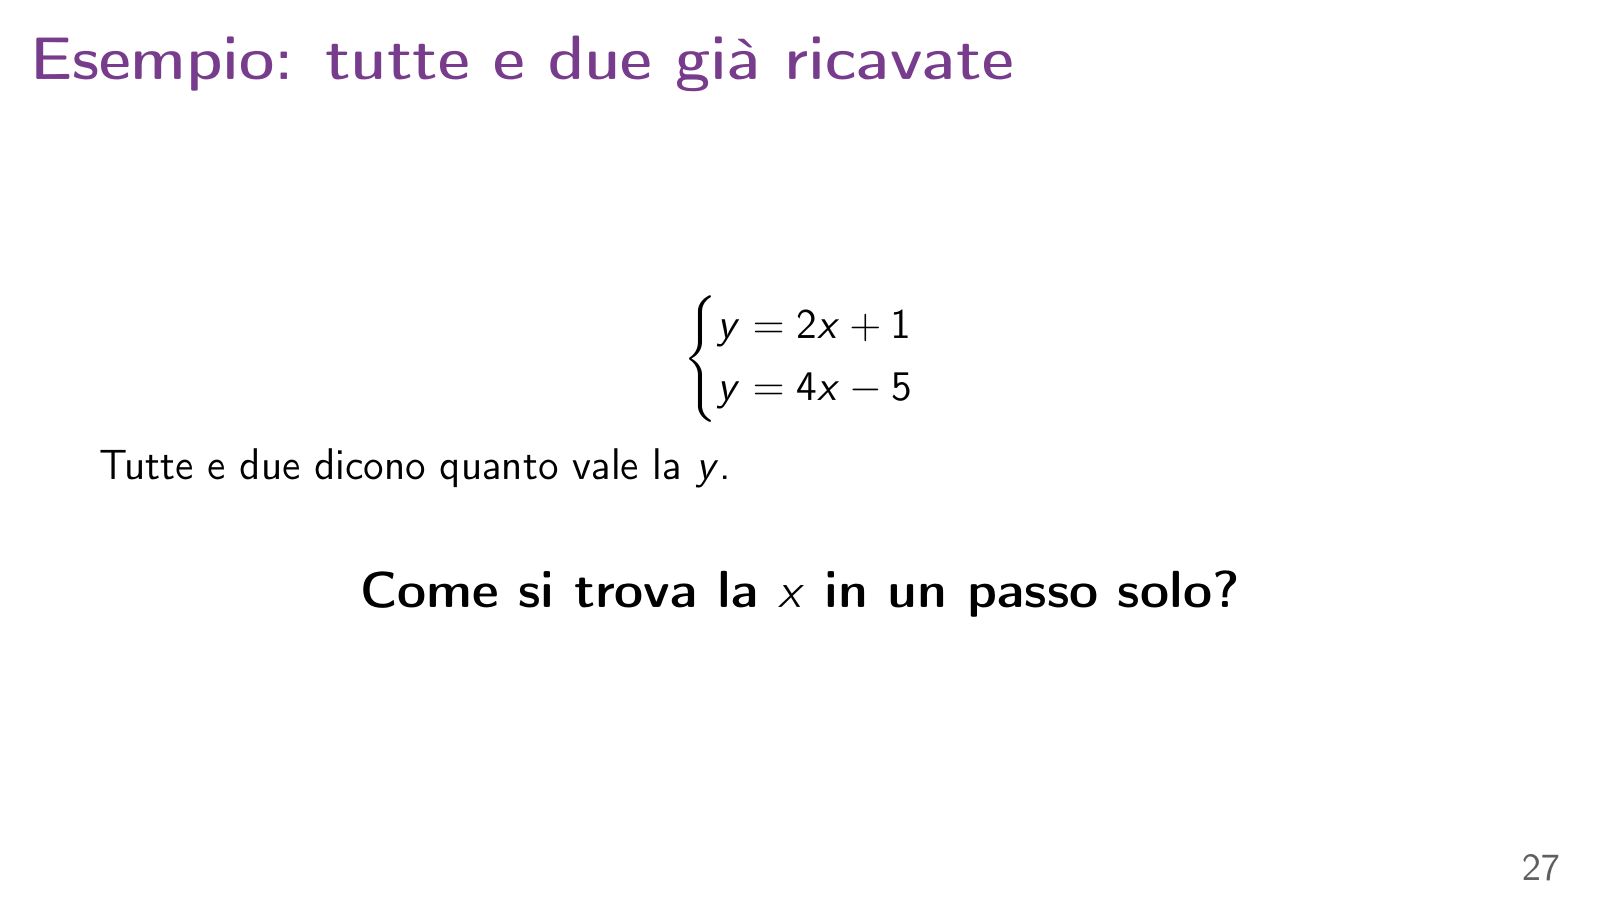 Esempio: tutte e due già ricavate
y = 2x + 1
y = 4x − 5
Tutte e due dicono quanto vale la y.
Come si trova la x in un passo solo?
27